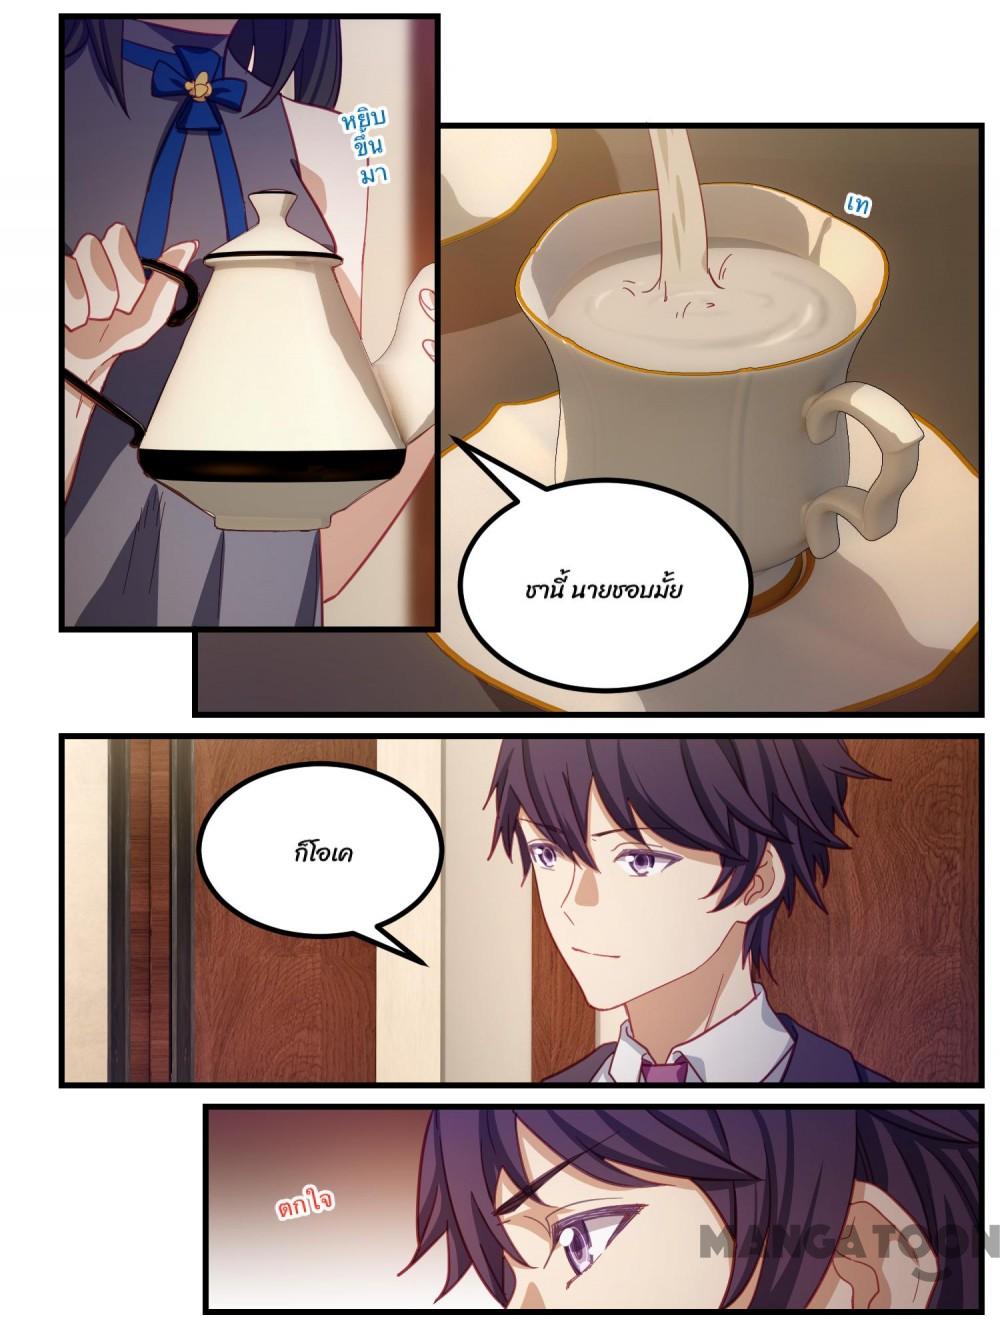 หยิบ
ขึ้น
มา
เท
ชานี้ นายชอบมั้ย
ก็โอเค
ตกใจ
MANGATOON